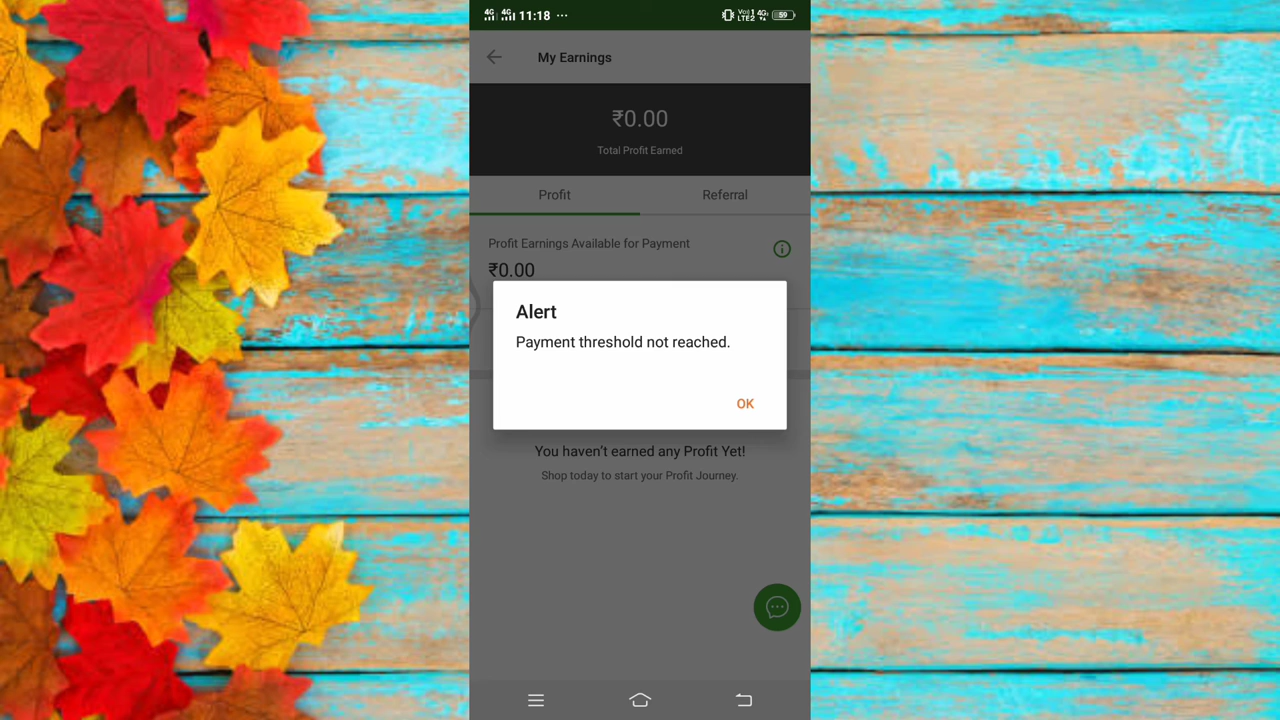 4G 4G 11:18 ... 59
My Earnings
₹0.00
Total Profit Earned
Profit Referral
Profit Earnings Available for Payment
₹0.00
Alert
Payment threshold not reached.
OK
You haven't earned any Profit Yet!
Shop today to start your Profit Journey.